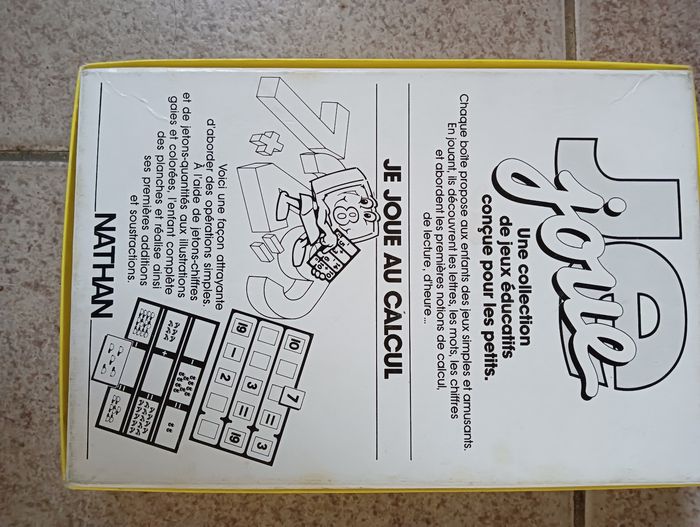 Je
joue
Une collection
de jeux éducatifs
conçue pour les petits.
Chaque boîte propose aux enfants des jeux simples et amusants.
En jouant, ils découvrent les lettres, les mots, les chiffres
et abordent les premières notions de calcul,
de lecture, d'heure...
JE JOUE AU CALCUL
8
Voici une façon attrayante
d'aborder des opérations simples.
À l'aide de jetons-chiffres
et de jetons-quantités aux illustrations
gaies et colorées, l'enfant complète
des planches et réalise ainsi
ses premières additions
et soustractions.
10 7 = 3
3 =
19 - 2 = 19
NATHAN